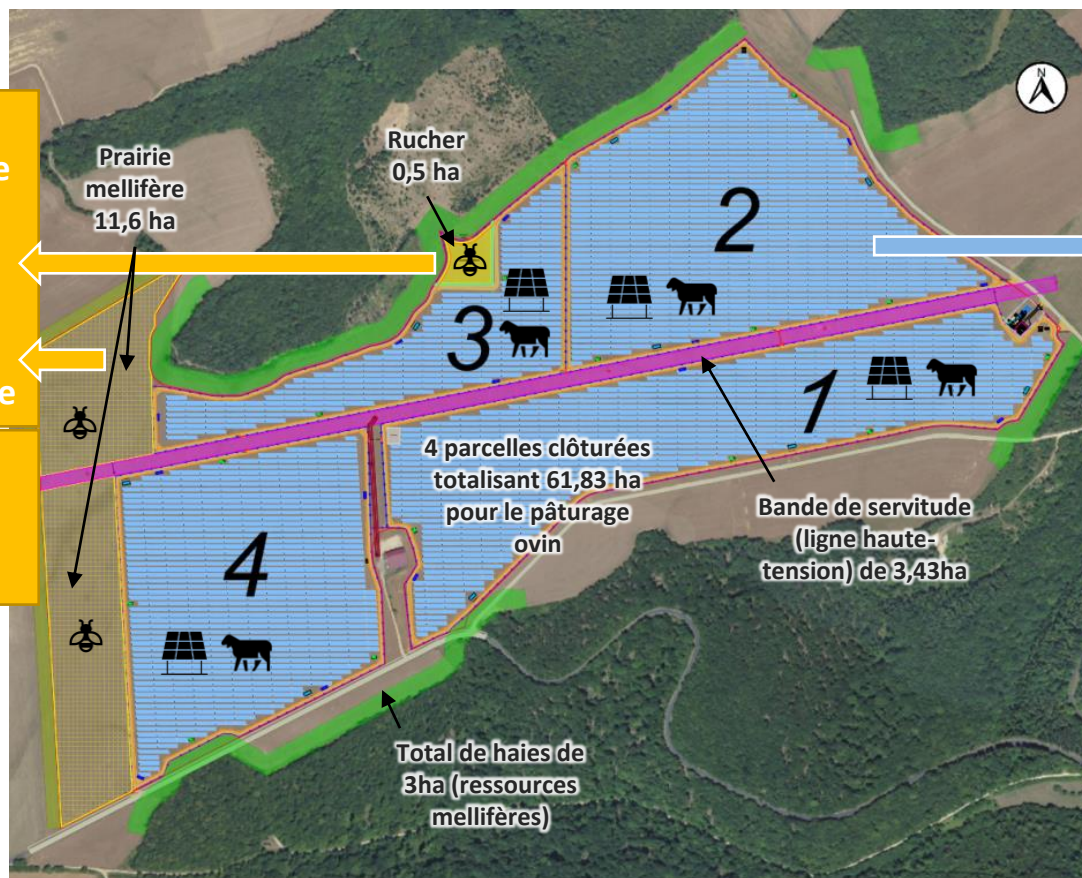 e
e
Prairie
mellifère
11,6 ha
Rucher
0,5 ha
N
2
3
1
4 parcelles clôturées
totalisant 61,83 ha
pour le pâturage
ovin
Bande de servitude
(ligne haute-
tension) de 3,43ha
4
Total de haies de
3ha (ressources
mellifères)